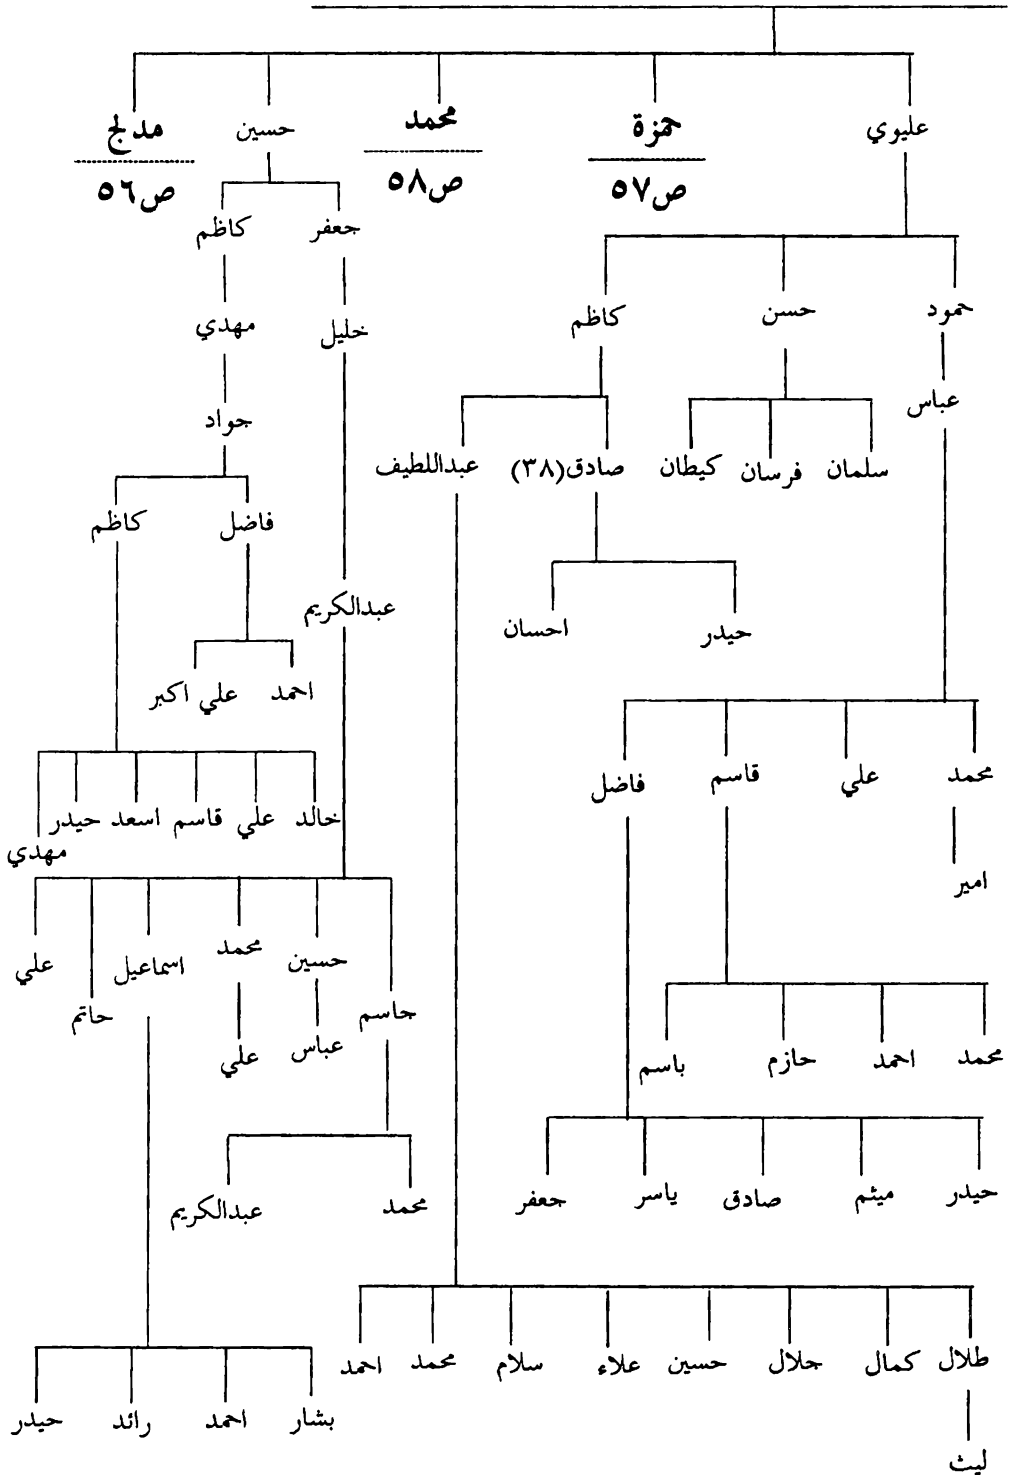 عليوي حمزة محمد حسين مدلج
ص٥٧ ص٥٨ ص٥٦
جعفر كاظم
حمود حسن كاظم خليل مهدي
عباس جواد
سلمان فرسان كيطان صادق(٣٨) عبداللطيف
فاضل كاظم
حيدر احسان عبدالكريم
احمد علي اكبر
محمد علي قاسم فاضل
خالد علي قاسم اسعد حيدر مهدي
امير
جاسم حسين محمد اسماعيل حاتم علي
عباس علي
محمد احمد حازم باسم
حيدر ميثم صادق ياسر جعفر
محمد عبدالكريم
طلال كمال جلال حسين علاء سلام محمد احمد
بشار احمد رائد حيدر
ليث